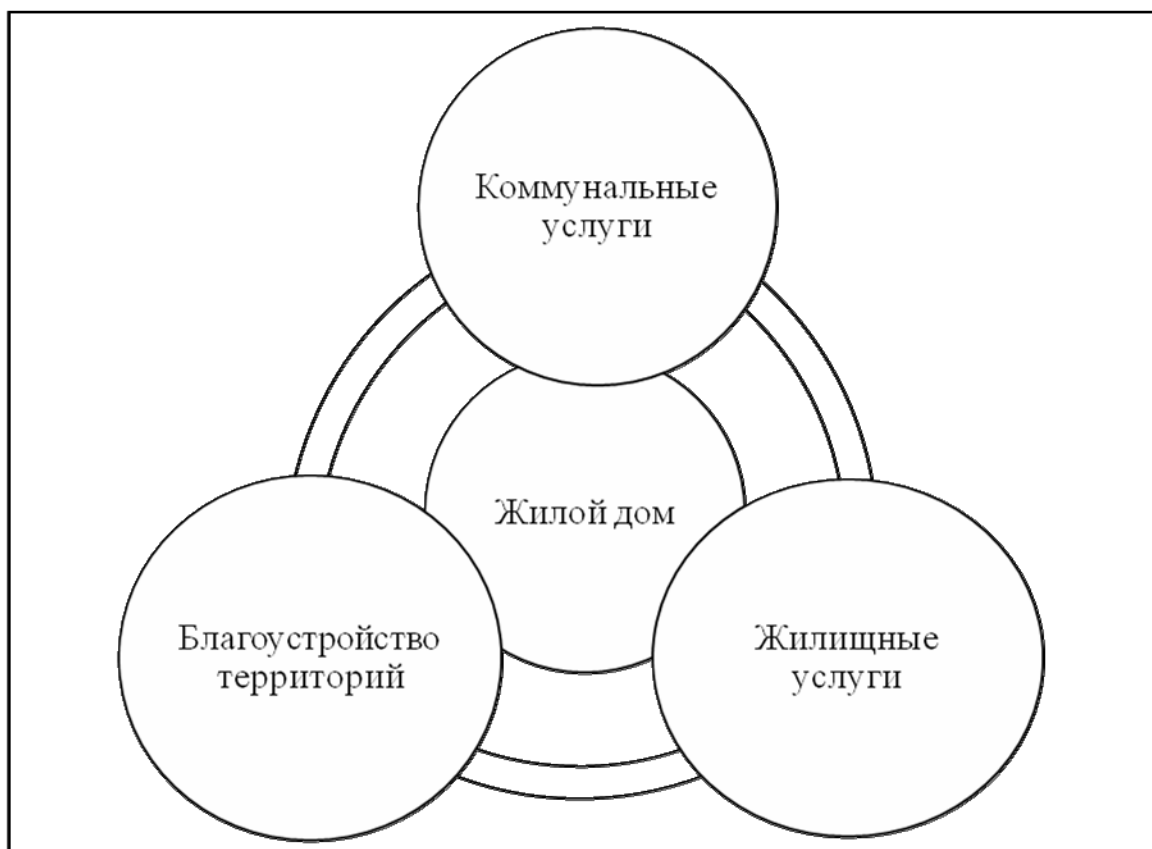 Коммунальные
услуги
Жилой дом
Благоустройство
территорий
Жилищные
услуги